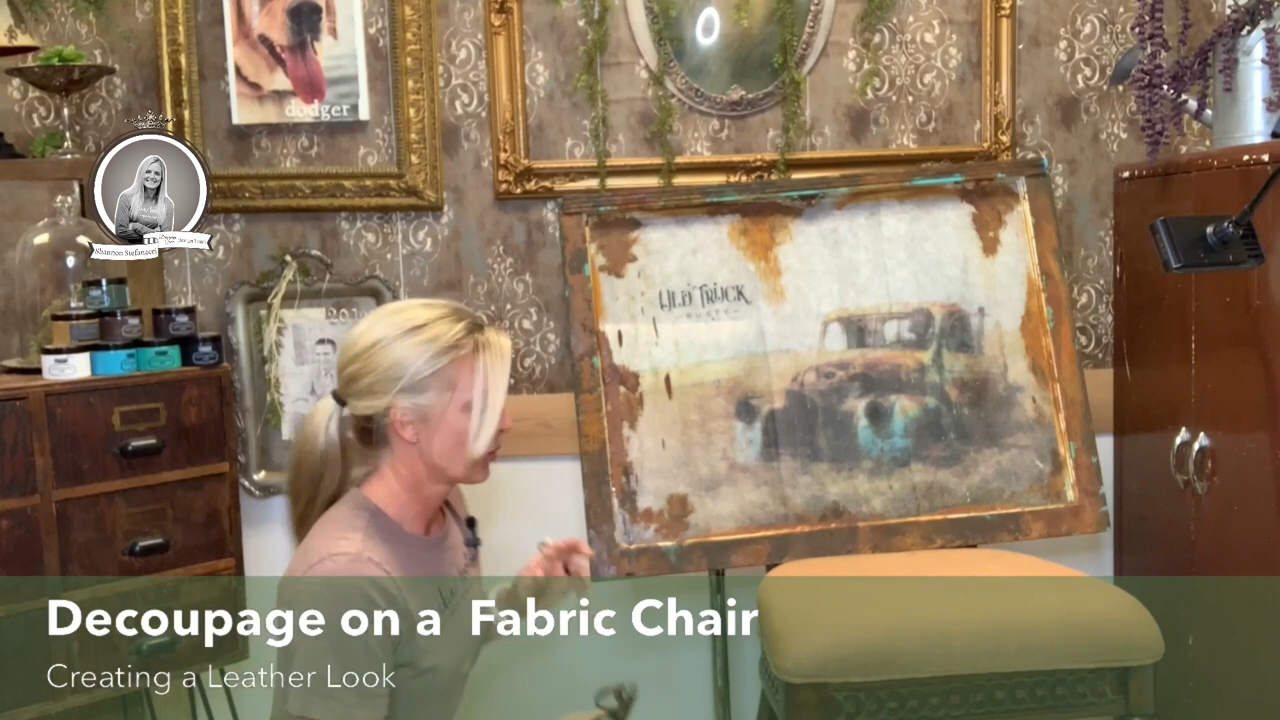 dodger
Shannon Stefanacci
OLD TRUCK
- RUSTY -
Decoupage on a Fabric Chair
Creating a Leather Look